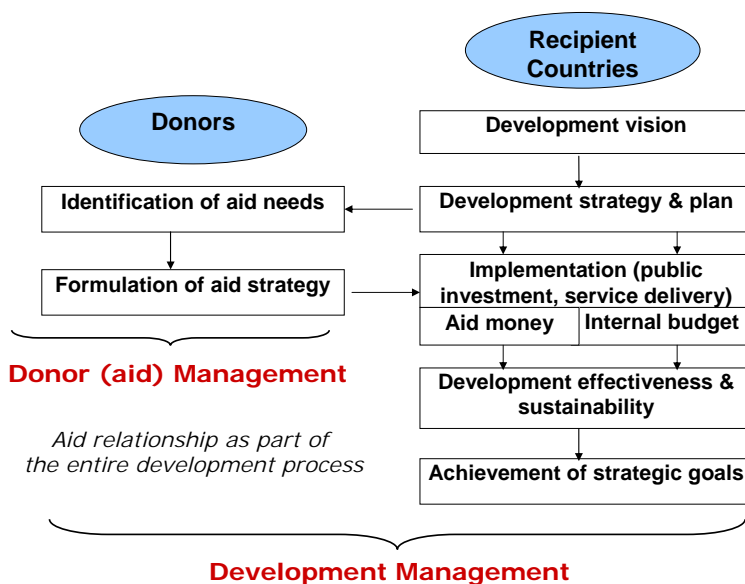 Recipient
Countries
Donors
Development vision
Identification of aid needs
Development strategy & plan
Formulation of aid strategy
Implementation (public
investment, service delivery)
Aid money
Internal budget
Donor (aid) Management
Development effectiveness &
sustainability
Aid relationship as part of
the entire development process
Achievement of strategic goals
Development Management